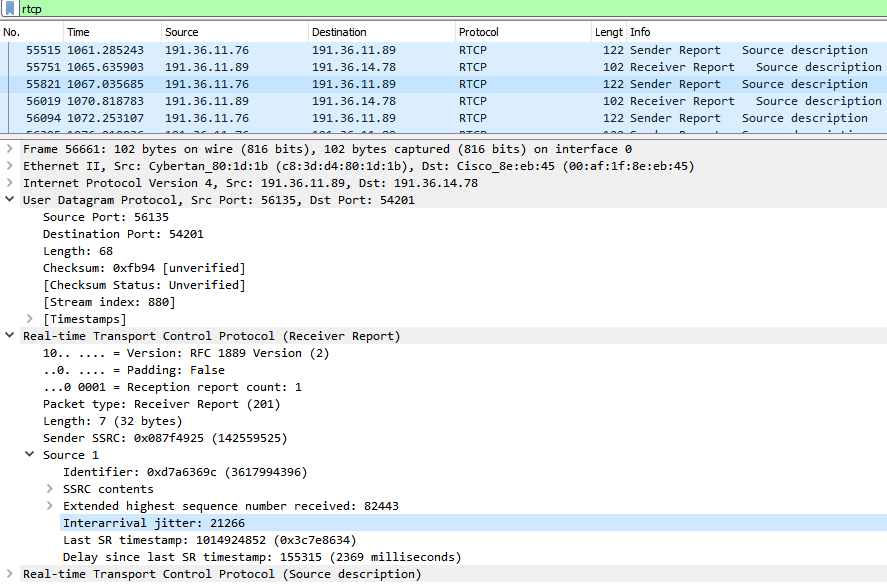 rtcp
No. Time Source Destination Protocol Lengt Info
55515 1061.285243 191.36.11.76 191.36.11.89 RTCP 122 Sender Report Source description
55751 1065.635903 191.36.11.89 191.36.14.78 RTCP 102 Receiver Report Source description
55821 1067.035685 191.36.11.76 191.36.11.89 RTCP 122 Sender Report Source description
56019 1070.818783 191.36.11.89 191.36.14.78 RTCP 102 Receiver Report Source description
56094 1072.253107 191.36.11.76 191.36.11.89 RTCP 122 Sender Report Source description
Frame 56661: 102 bytes on wire (816 bits), 102 bytes captured (816 bits) on interface 0
Ethernet II, Src: Cybertan_80:1d:1b (c8:3d:d4:80:1d:1b), Dst: Cisco_8e:eb:45 (00:af:1f:8e:eb:45)
Internet Protocol Version 4, Src: 191.36.11.89, Dst: 191.36.14.78
User Datagram Protocol, Src Port: 56135, Dst Port: 54201
Source Port: 56135
Destination Port: 54201
Length: 68
Checksum: 0xfb94 [unverified]
[Checksum Status: Unverified]
[Stream index: 880]
[Timestamps]
Real-time Transport Control Protocol (Receiver Report)
10.. .... = Version: RFC 1889 Version (2)
..0. .... = Padding: False
...0 0001 = Reception report count: 1
Packet type: Receiver Report (201)
Length: 7 (32 bytes)
Sender SSRC: 0x087f4925 (142559525)
Source 1
Identifier: 0xd7a6369c (3617994396)
SSRC contents
Extended highest sequence number received: 82443
Interarrival jitter: 21266
Last SR timestamp: 1014924852 (0x3c7e8634)
Delay since last SR timestamp: 155315 (2369 milliseconds)
Real-time Transport Control Protocol (Source description)